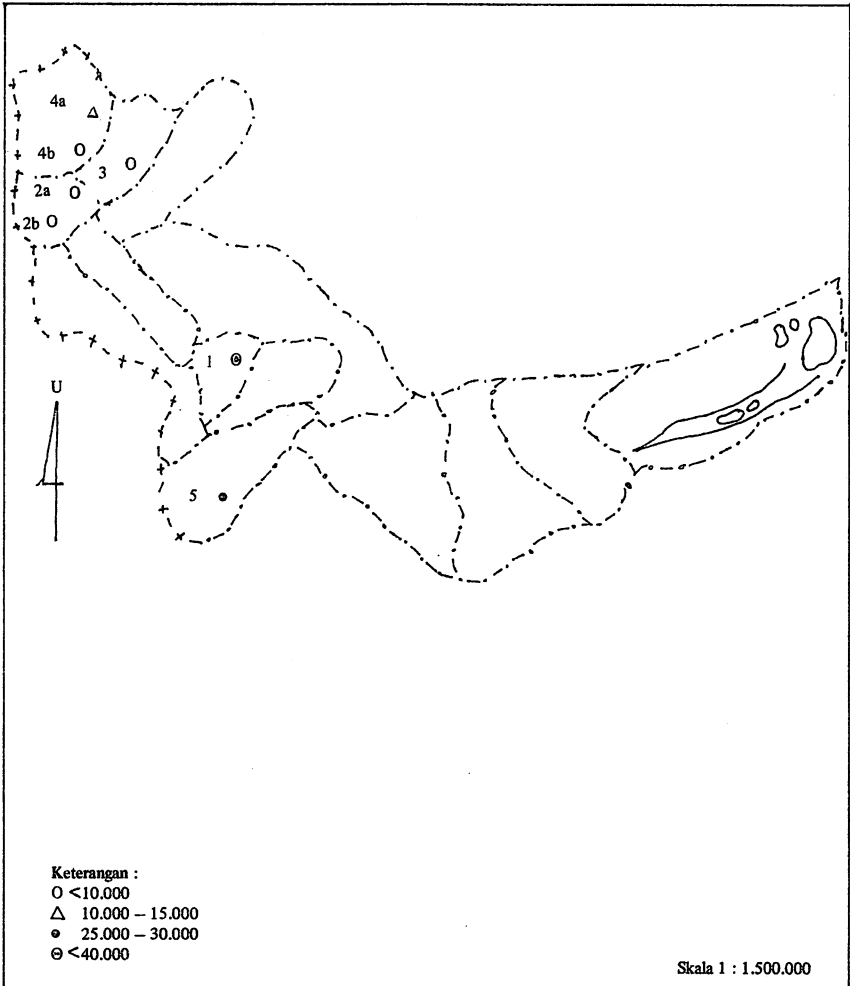 4a
4b
3
2a
2b
1
U
5
Keterangan :
O <10.000
△ 10.000 – 15.000
● 25.000 – 30.000
⊙ <40.000
Skala 1 : 1.500.000